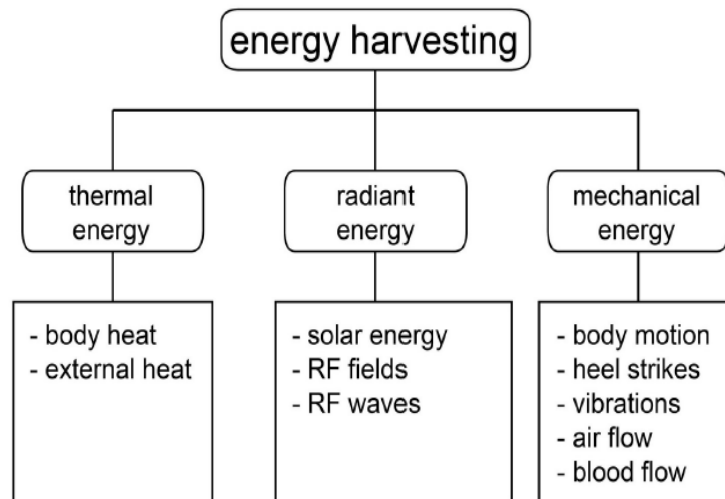 energy harvesting
thermal
energy
radiant
energy
mechanical
energy
- body heat
- external heat
- solar energy
- RF fields
- RF waves
- body motion
- heel strikes
- vibrations
- air flow
- blood flow